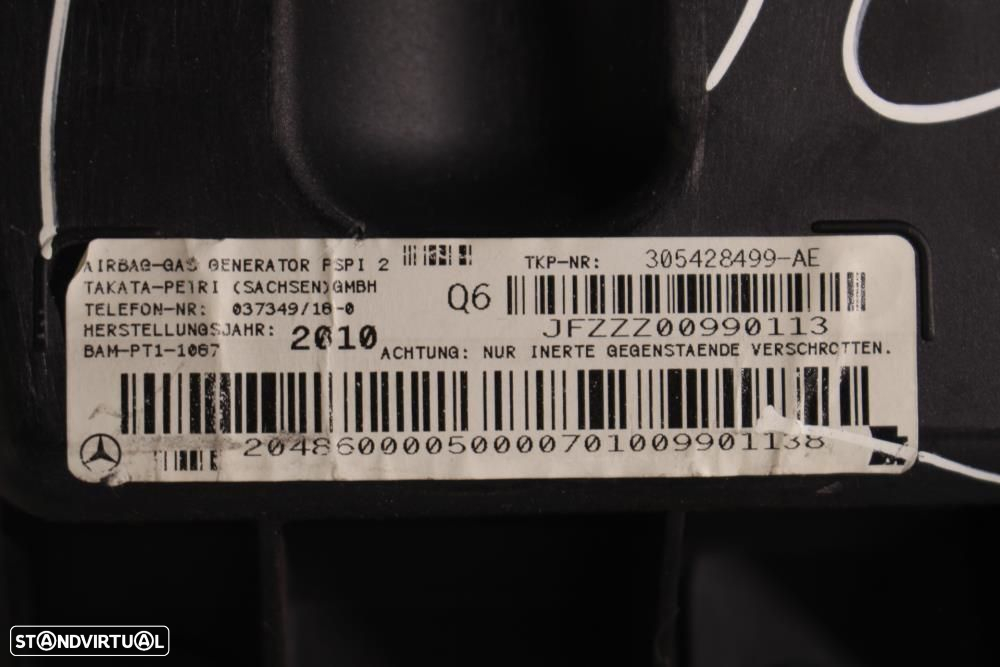 AIRBAG-GAS GENERATOR PSPI 2
TAKATA-PETRI (SACHSEN)GMBH
TELEFON-NR: 037349/18-0
HERSTELLUNGSJAHR: 2010
BAM-PT1-1067
TKP-NR: 305428499-AE
Q6
JFZZZ00990113
ACHTUNG: NUR INERTE GEGENSTAENDE VERSCHROTTEN.
20486000050000701009901138
STANDVIRTUAL